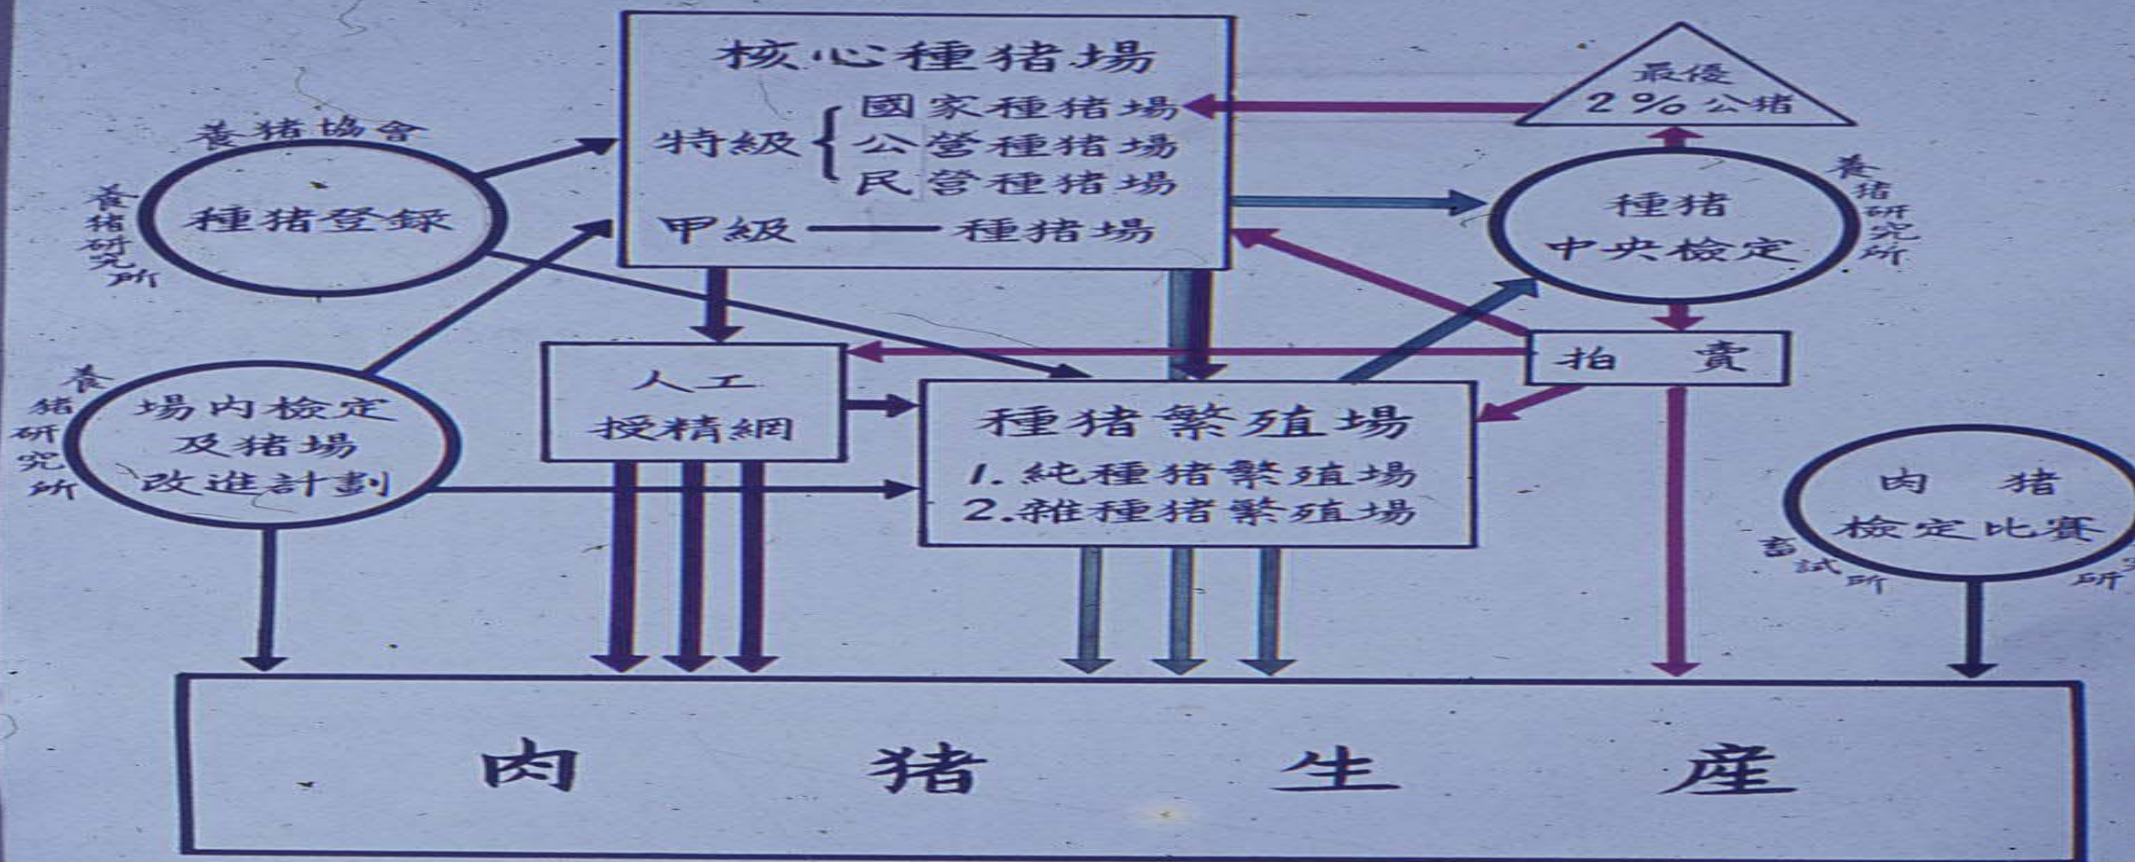 核心種猪場
特級
國家種猪場
公營種猪場
民營種猪場
甲級 — 種猪場
最優
2%公猪
養猪協會
養猪研究所
種猪登錄
種猪
中央檢定
養猪研究所
拍賣
人工
授精網
養猪研究所
場内檢定
及猪場
改進計劃
種猪繁殖場
1.純種猪繁殖場
2.雜種猪繁殖場
肉猪
檢定比賽
畜試所
研
肉猪生產